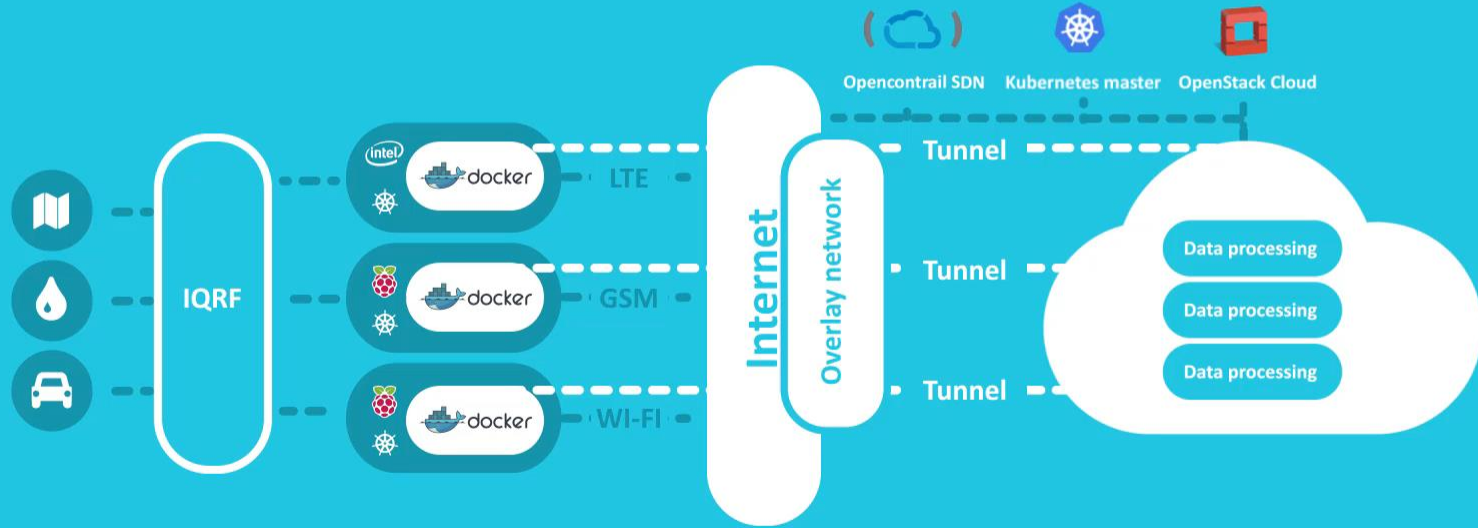 Opencontrail SDN
Kubernetes master
OpenStack Cloud
IQRF
intel
docker
LTE
docker
GSM
docker
WI-FI
Internet
Overlay network
Tunnel
Tunnel
Tunnel
Data processing
Data processing
Data processing